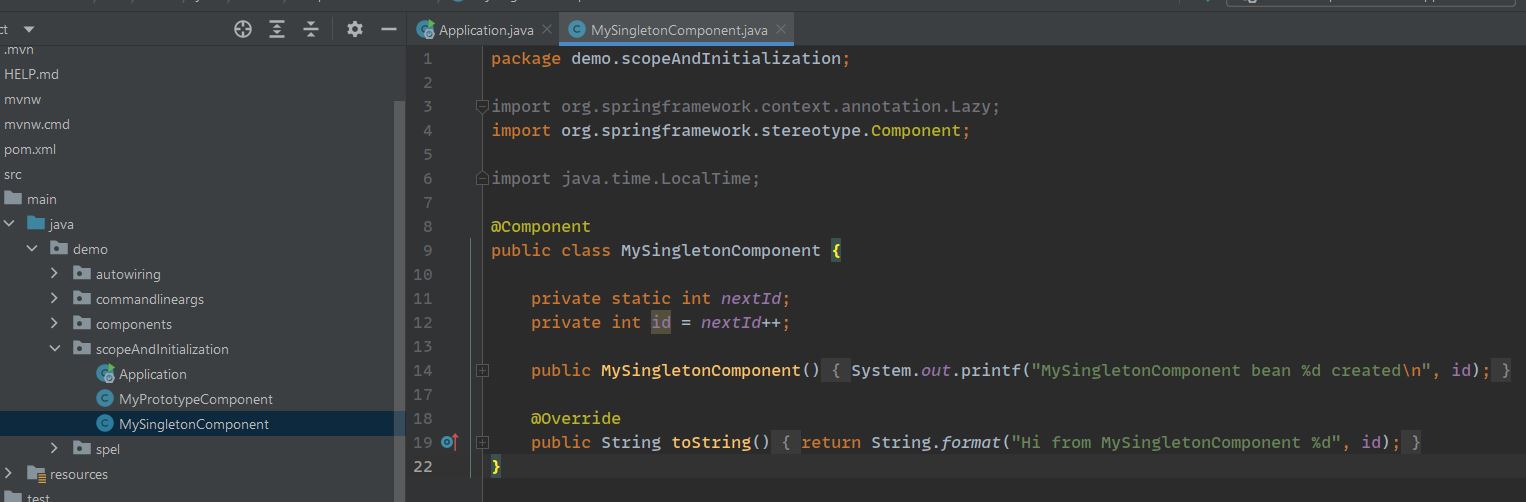 ct
Application.java
MySingletonComponent.java
.mvn
HELP.md
mvnw
mvnw.cmd
pom.xml
src
main
java
demo
autowiring
commandlineargs
components
scopeAndInitialization
Application
MyPrototypeComponent
MySingletonComponent
spel
resources
test
1 package demo.scopeAndInitialization;
2
3 import org.springframework.context.annotation.Lazy;
4 import org.springframework.stereotype.Component;
5
6 import java.time.LocalTime;
7
8 @Component
9 public class MySingletonComponent {
10
11 private static int nextId;
12 private int id = nextId++;
13
14 public MySingletonComponent() { System.out.printf("MySingletonComponent bean %d created\n", id); }
17
18 @Override
19 public String toString() { return String.format("Hi from MySingletonComponent %d", id); }
22 }